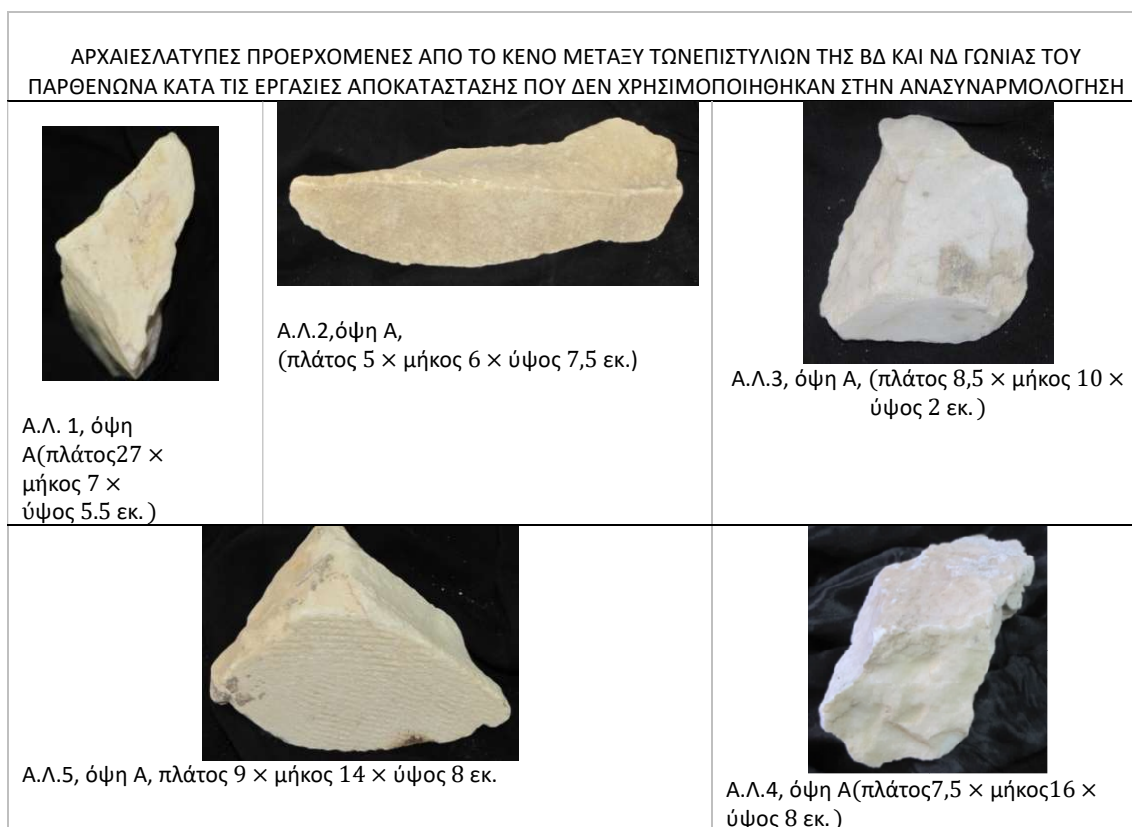 ΑΡΧΑΙΕΣΛΑΤΥΠΕΣ ΠΡΟΕΡΧΟΜΕΝΕΣ ΑΠΟ ΤΟ ΚΕΝΟ ΜΕΤΑΞΥ ΤΩΝΕΠΙΣΤΥΛΙΩΝ ΤΗΣ ΒΔ ΚΑΙ ΝΔ ΓΩΝΙΑΣ ΤΟΥ
ΠΑΡΘΕΝΩΝΑ ΚΑΤΑ ΤΙΣ ΕΡΓΑΣΙΕΣ ΑΠΟΚΑΤΑΣΤΑΣΗΣ ΠΟΥ ΔΕΝ ΧΡΗΣΙΜΟΠΟΙΗΘΗΚΑΝ ΣΤΗΝ ΑΝΑΣΥΝΑΡΜΟΛΟΓΗΣΗ
Α.Λ. 1, όψη
Α(πλάτος27 ×
μήκος 7 ×
ύψος 5.5 εκ. )
Α.Λ.2,όψη Α,
(πλάτος 5 × μήκος 6 × ύψος 7,5 εκ.)
Α.Λ.3, όψη Α, (πλάτος 8,5 × μήκος 10 ×
ύψος 2 εκ. )
Α.Λ.5, όψη Α, πλάτος 9 × μήκος 14 × ύψος 8 εκ.
Α.Λ.4, όψη Α(πλάτος7,5 × μήκος16 ×
ύψος 8 εκ. )